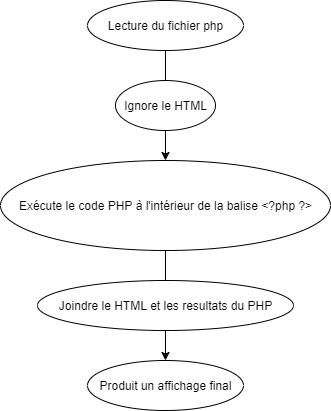 Lecture du fichier php
Ignore le HTML
Exécute le code PHP à l'intérieur de la balise <?php ?>
Joindre le HTML et les resultats du PHP
Produit un affichage final